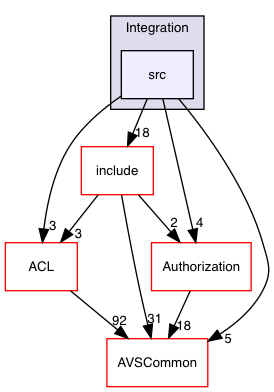 Integration
src
18
include
3
3
2
4
ACL
Authorization
92
31
18
5
AVSCommon